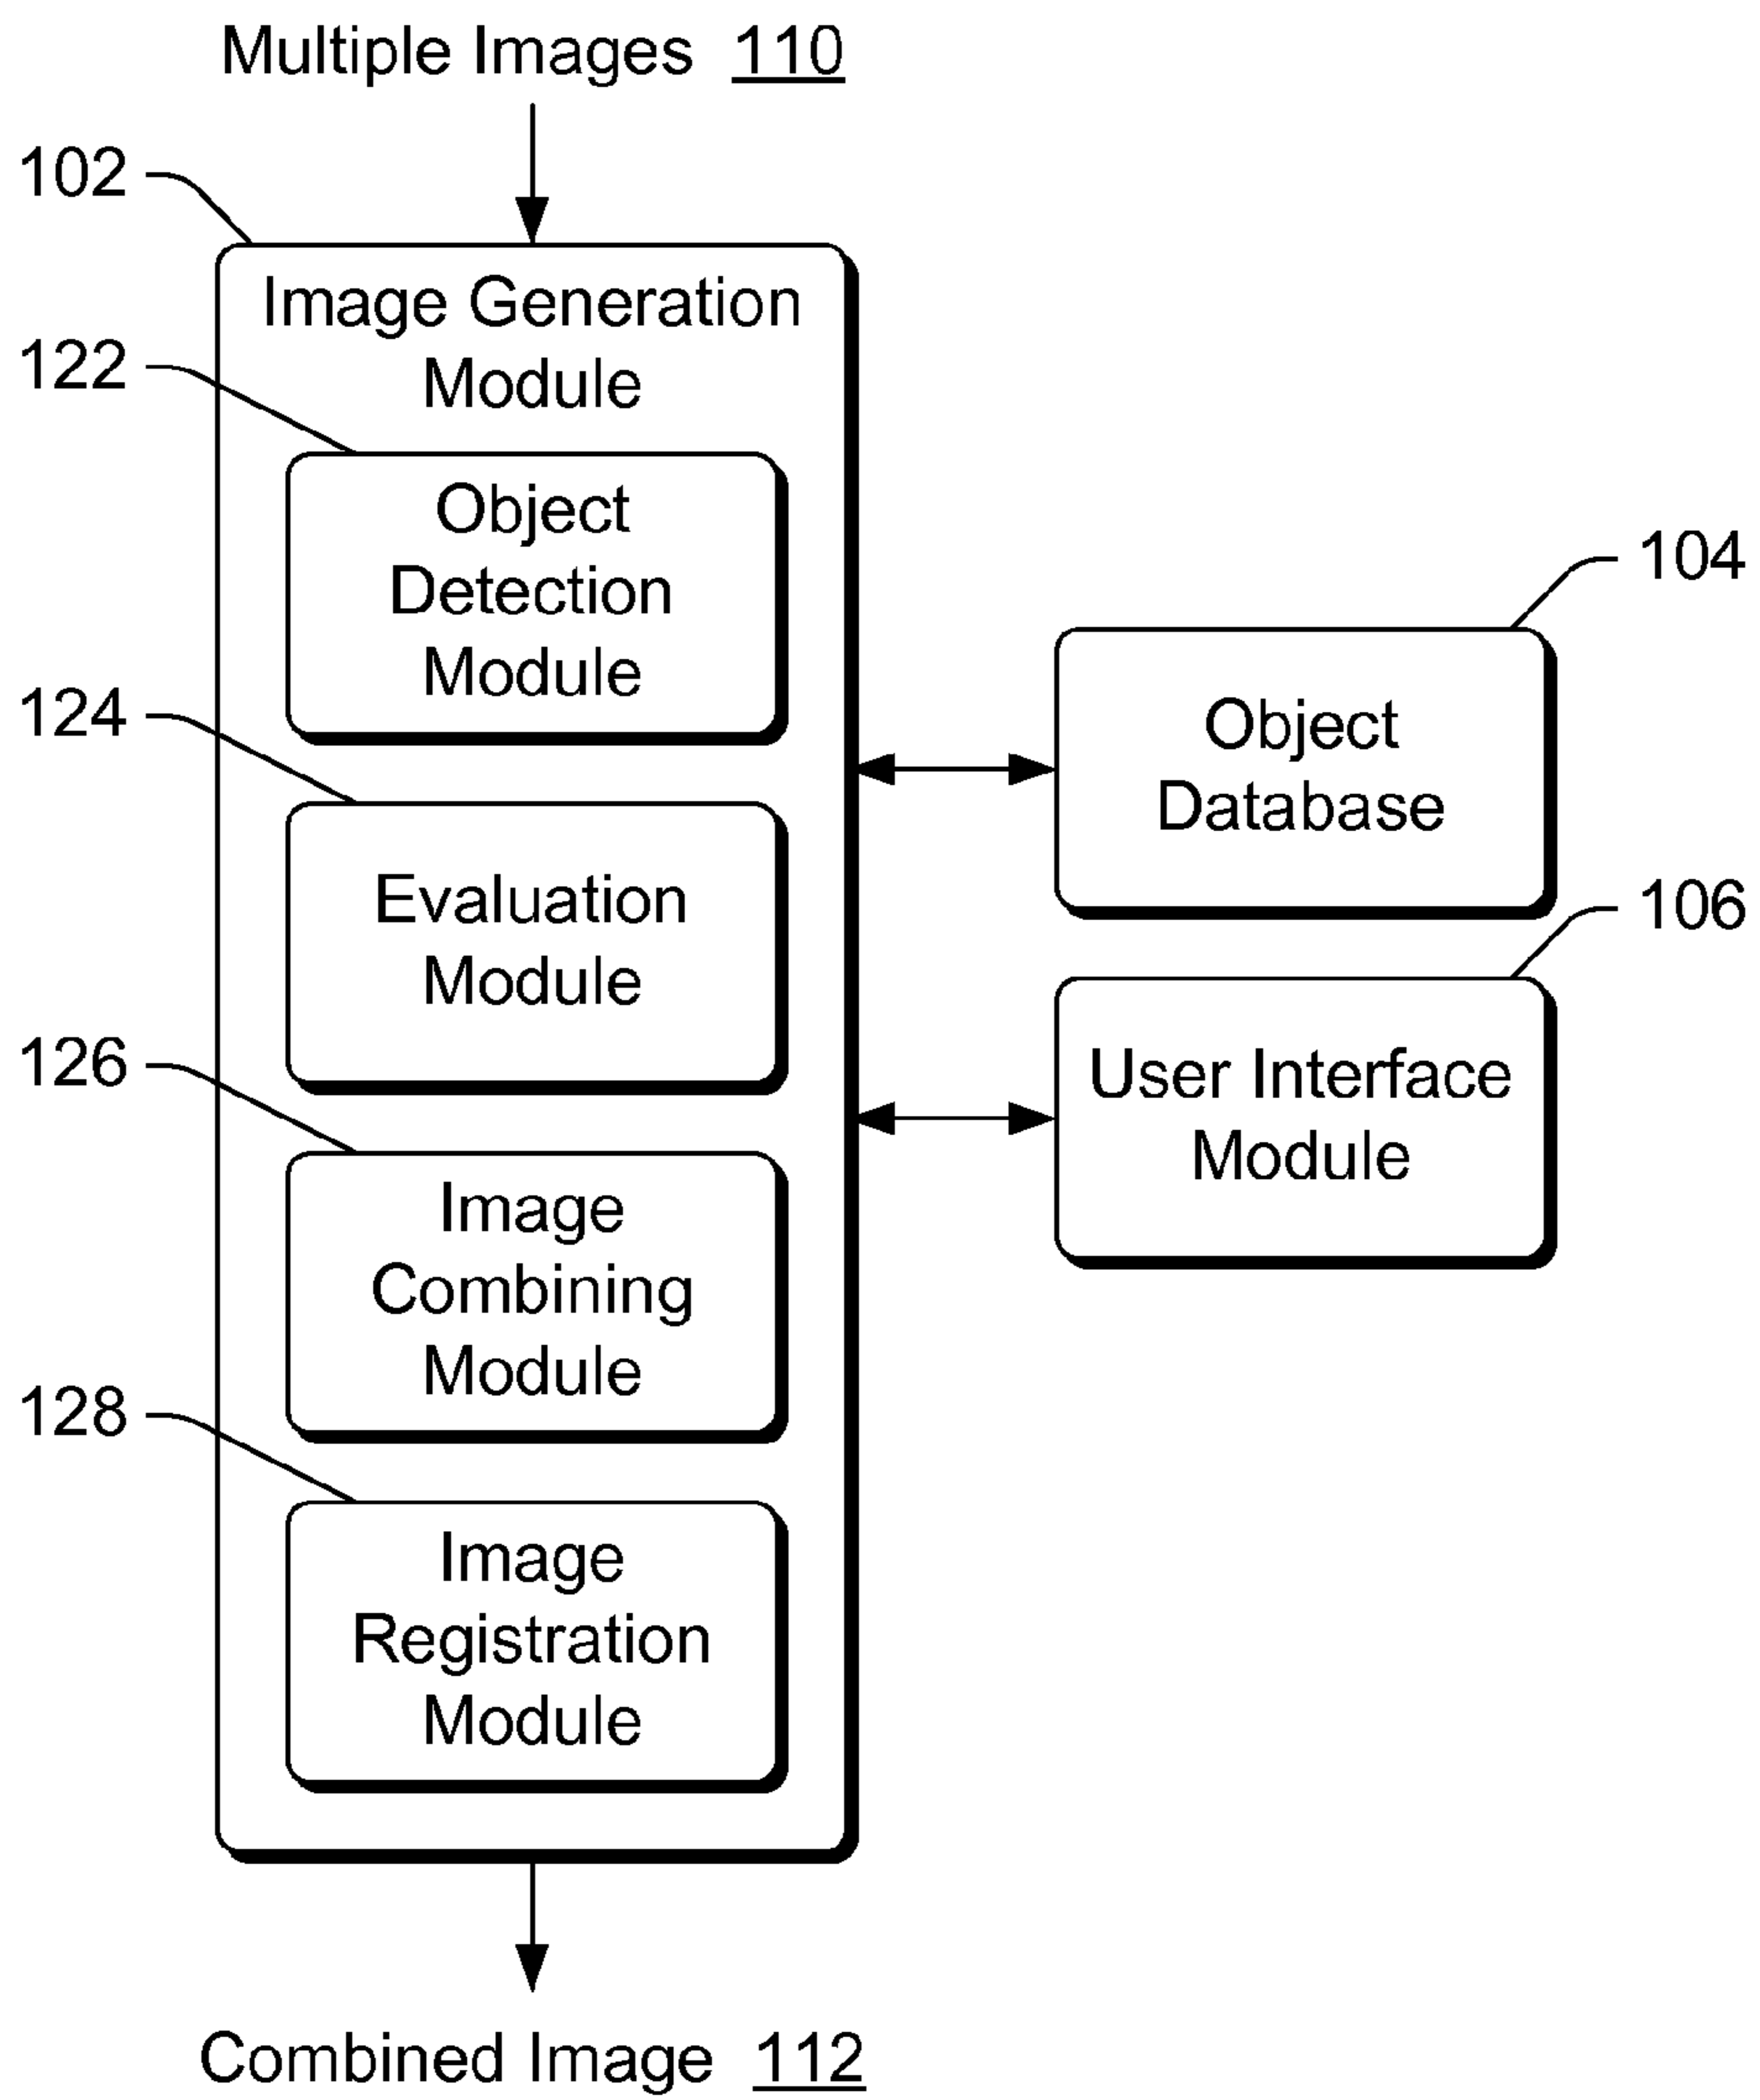 Multiple Images 110
102
Image Generation
Module
122
Object
Detection
Module
124
Evaluation
Module
126
Image
Combining
Module
128
Image
Registration
Module
104
Object
Database
106
User Interface
Module
Combined Image 112